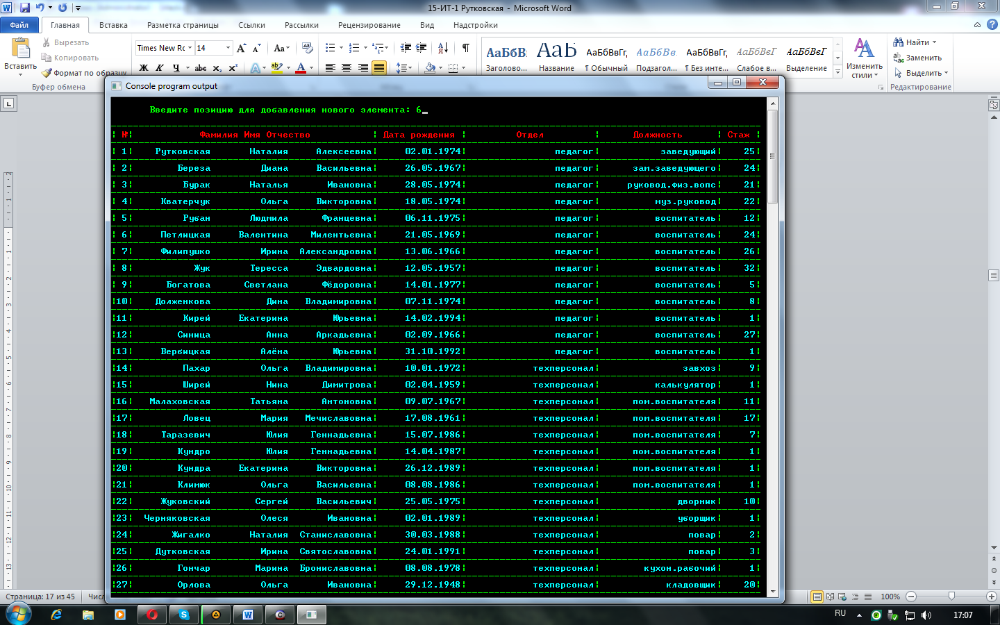 15-ИТ-1 Рутковская - Microsoft Word
Файл Главная Вставка Разметка страницы Ссылки Рассылки Рецензирование Вид Надстройки
Вставить
Вырезать
Копировать
Формат по образцу
Буфер обмена
Times New Rc 14
Ж К Ч abc x₂ x²
АаБбВ: АаБ АаБбВвГг, АаБбВв. АаБбВвГг, АаБбВвГг АаБбВвГг
Заголово... Название ¶ Обычный Подзагол... ¶ Без инте... Слабое в... Выделение
Изменить стили
Найти
Заменить
Выделить
Редактирование
Console program output
Введите позицию для добавления нового элемента: 6_
| №| Фамилия Имя Отчество | Дата рождения | Отдел | Должность | Стаж |
| 1| Рутковская Наталия Алексеевна| 02.01.1974| педагог| заведующий| 25|
| 2| Береза Диана Васильевна| 26.05.1967| педагог| зам.заведующего| 24|
| 3| Бурак Наталья Ивановна| 28.05.1974| педагог| руковод.физ.вопс| 21|
| 4| Кватерчук Ольга Викторовна| 18.05.1974| педагог| муз.руковод| 22|
| 5| Рубан Людмила Францевна| 06.11.1975| педагог| воспитатель| 12|
| 6| Петлицкая Валентина Милентьевна| 21.05.1969| педагог| воспитатель| 24|
| 7| Филипушко Ирина Александровна| 13.06.1966| педагог| воспитатель| 26|
| 8| Жук Тересса Эдвардовна| 12.05.1957| педагог| воспитатель| 32|
| 9| Богатова Светлана Фёдоровна| 14.01.1977| педагог| воспитатель| 5|
|10| Долженкова Дина Владимировна| 07.11.1974| педагог| воспитатель| 8|
|11| Кирей Екатерина Юрьевна| 14.02.1994| педагог| воспитатель| 1|
|12| Синица Анна Аркадьевна| 02.09.1966| педагог| воспитатель| 27|
|13| Вербицкая Алёна Юрьевна| 31.10.1992| педагог| воспитатель| 1|
|14| Пахар Ольга Владимировна| 10.01.1972| техперсонал| завхоз| 9|
|15| Ширей Нина Димитрова| 02.04.1959| техперсонал| калькулятор| 1|
|16| Малаховская Татьяна Антоновна| 09.07.1967| техперсонал| пом.воспитателя| 11|
|17| Ловец Мария Мечиславовна| 17.08.1961| техперсонал| пом.воспитателя| 17|
|18| Таразевич Юлия Геннадьевна| 15.07.1986| техперсонал| пом.воспитателя| 7|
|19| Кундро Юлия Геннадьевна| 14.04.1987| техперсонал| пом.воспитателя| 1|
|20| Кундра Екатерина Викторовна| 26.12.1989| техперсонал| пом.воспитателя| 1|
|21| Климюк Ольга Васильевна| 08.08.1986| техперсонал| пом.воспитателя| 1|
|22| Жуковский Сергей Васильевич| 25.05.1975| техперсонал| дворник| 10|
|23| Черняковская Олеся Ивановна| 02.01.1989| техперсонал| уборщик| 1|
|24| Жигалко Наталия Станиславовна| 30.03.1988| техперсонал| повар| 2|
|25| Дутковская Ирина Святославовна| 24.01.1991| техперсонал| повар| 3|
|26| Гончар Марина Брониславовна| 08.08.1978| техперсонал| кухон.рабочий| 1|
|27| Орлова Ольга Ивановна| 29.12.1948| техперсонал| кладовщик| 20|
Страница: 17 из 45
100%
RU 17:07